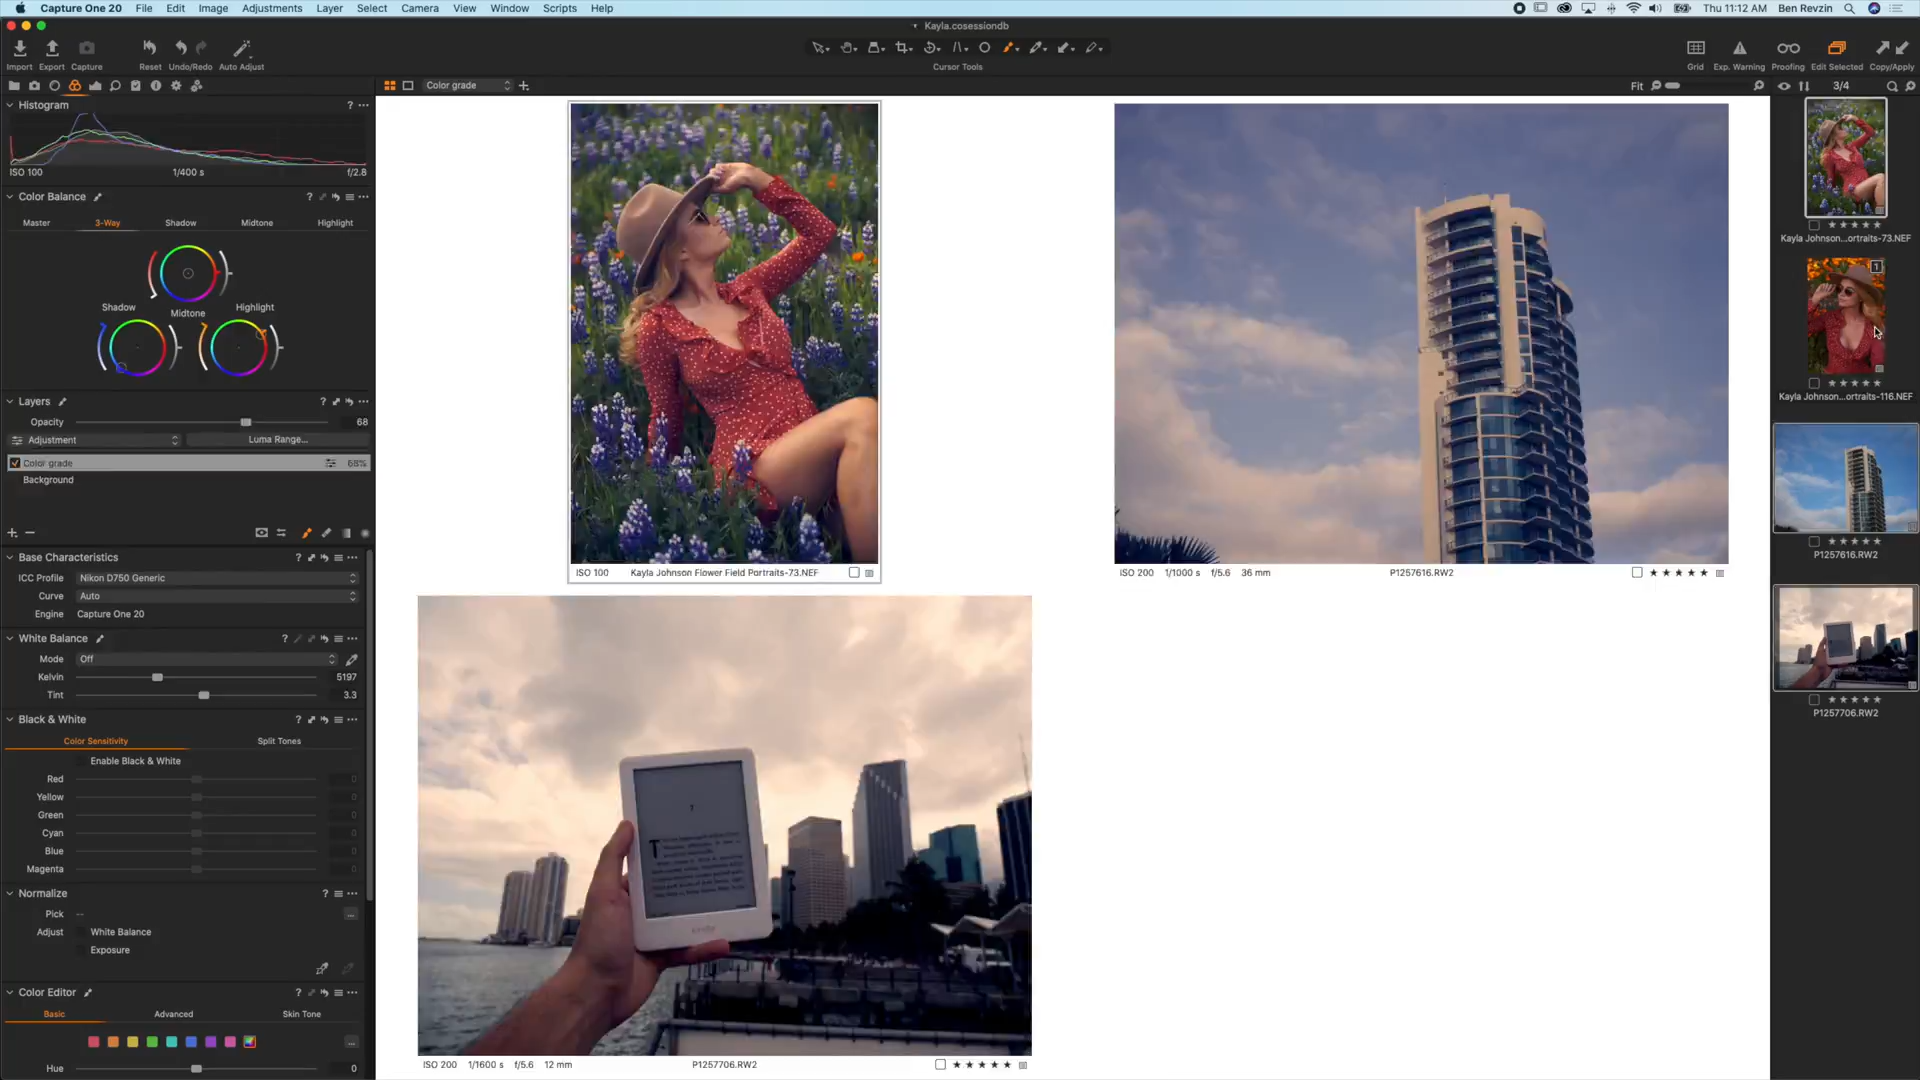 Capture One 20 File Edit Image Adjustments Layer Select Camera View Window Scripts Help Thu 11:12 AM Ben Revzin
Kayla.cosessiondb
Import Export Capture Reset Undo/Redo Auto Adjust Cursor Tools Grid Exp. Warning Proofing Edit Selected Copy/Apply
Color grade Fit 3/4
Histogram ?
ISO 100 1/400 s f/2.8
Color Balance ?
Master 3-Way Shadow Midtone Highlight
Shadow Midtone Highlight
Layers ?
Opacity 68
Adjustment Luma Range...
Color grade 68%
Background
Base Characteristics ?
ICC Profile Nikon D750 Generic
Curve Auto
Engine Capture One 20
White Balance ?
Mode Off
Kelvin 5197
Tint 3.3
Black & White ?
Color Sensitivity Split Tones
Enable Black & White
Red 0
Yellow 0
Green 0
Cyan 0
Blue 0
Magenta 0
Normalize ?
Pick -- ...
Adjust White Balance
Exposure
Color Editor ?
Basic Advanced Skin Tone
...
Hue 0
ISO 100 Kayla Johnson Flower Field Portraits-73.NEF
ISO 200 1/1000 s f/5.6 36 mm P1257616.RW2 ★★★★★
kindle
ISO 200 1/1600 s f/5.6 12 mm P1257706.RW2 ★★★★★
Kayla Johnson...ortraits-73.NEF
1
Kayla Johnson...ortraits-116.NEF
P1257616.RW2
P1257706.RW2